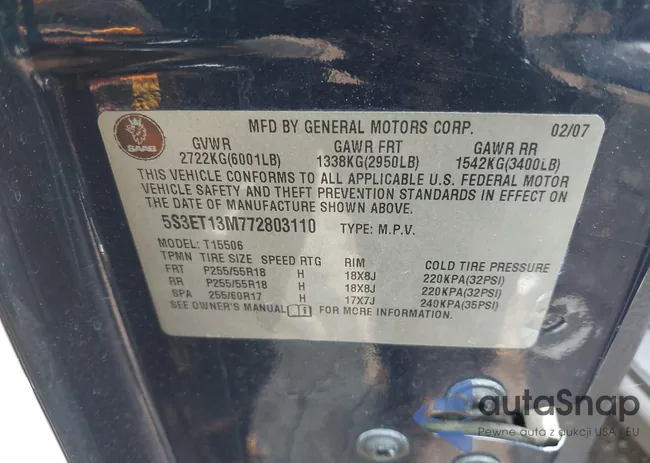 MFD BY GENERAL MOTORS CORP. 02/07
SAAB
GVWR GAWR FRT GAWR RR
2722KG(6001LB) 1338KG(2950LB) 1542KG(3400LB)
THIS VEHICLE CONFORMS TO ALL APPLICABLE U.S. FEDERAL MOTOR
VEHICLE SAFETY AND THEFT PREVENTION STANDARDS IN EFFECT ON
THE DATE OF MANUFACTURE SHOWN ABOVE.
5S3ET13M772803110 TYPE: M.P.V.
MODEL: T15506
TPMN TIRE SIZE SPEED RTG RIM COLD TIRE PRESSURE
FRT P255/55R18 H 18X8J 220KPA(32PSI)
RR P255/55R18 H 18X8J 220KPA(32PSI)
SPA 255/60R17 H 17X7J 240KPA(35PSI)
SEE OWNER'S MANUAL FOR MORE INFORMATION.
autaSnap
Pewne auta z aukcji USA i EU